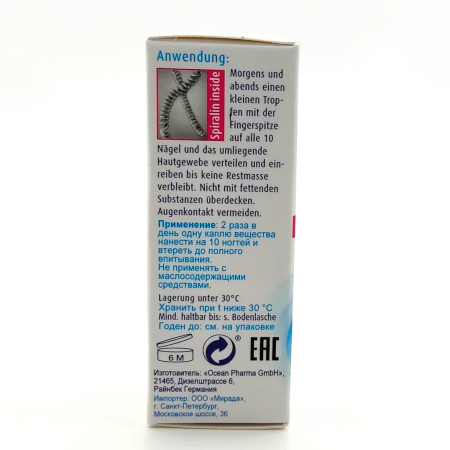 Anwendung:
Spiralin inside
Morgens und
abends einen
kleinen Trop-
fen mit der
Fingerspitze
auf alle 10
Nägel und das umliegende
Hautgewebe verteilen und ein-
reiben bis keine Restmasse
verbleibt. Nicht mit fettenden
Substanzen überdecken.
Augenkontakt vermeiden.
Применение: 2 раза в
день одну каплю вещества
нанести на 10 ногтей и
втереть до полного
впитывания.
Не применять с
маслосодержащими
средствами.
Lagerung unter 30°C
Хранить при t ниже 30 °C
Mind. haltbar bis: s. Bodenlasche
Годен до: см. на упаковке
6 M
EAC
Изготовитель: «Ocean Pharma GmbH»,
21465, Дизелштрассе 6,
Райнбек Германия
Импортер: ООО «Мирада»,
г. Санкт-Петербург,
Московское шоссе, 36